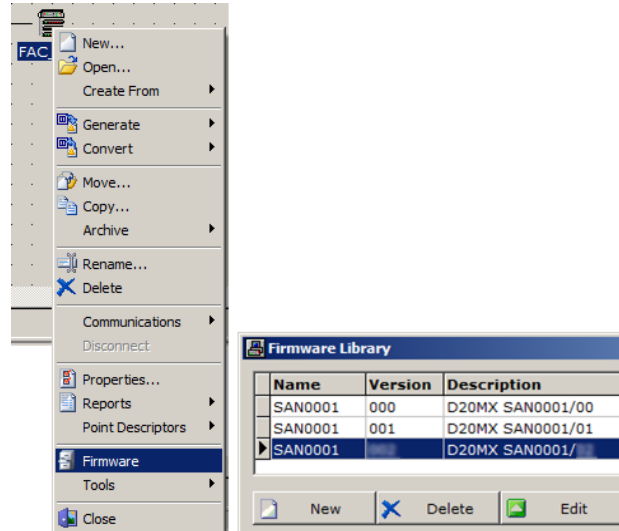 FAC_
New...
Open...
Create From
Generate
Convert
Move...
Copy...
Archive
Rename...
Delete
Communications
Disconnect
Properties...
Reports
Point Descriptors
Firmware
Tools
Close
Firmware Library
Name Version Description
SAN0001 000 D20MX SAN0001/00
SAN0001 001 D20MX SAN0001/01
SAN0001 D20MX SAN0001/
New Delete Edit